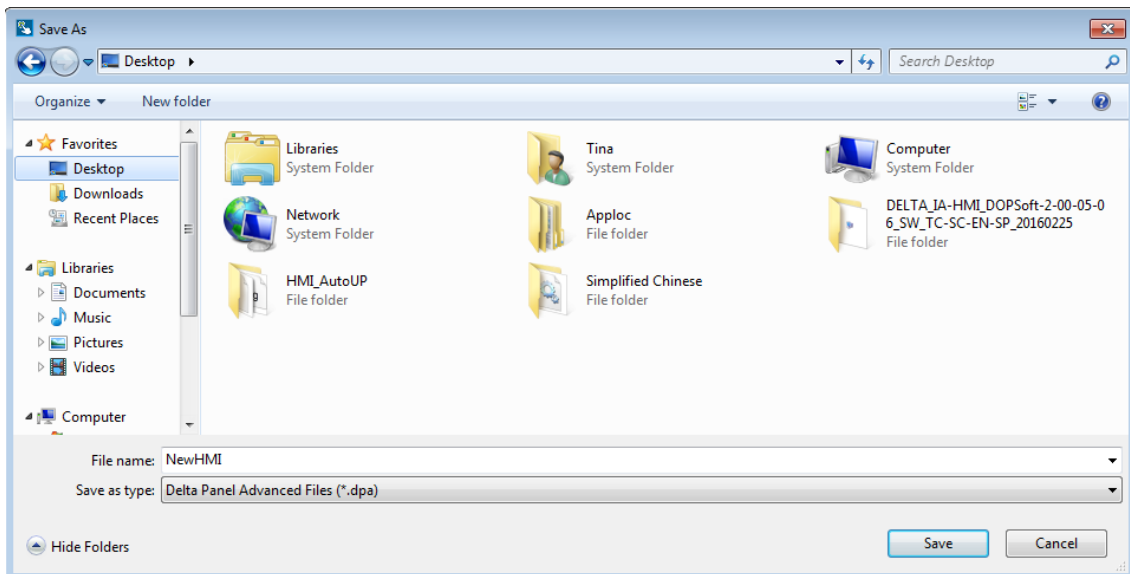 Save As
Desktop
Search Desktop
Organize
New folder
Favorites
Desktop
Downloads
Recent Places
Libraries
Documents
Music
Pictures
Videos
Computer
Libraries
System Folder
Tina
System Folder
Computer
System Folder
Network
System Folder
Apploc
File folder
DELTA_IA-HMI_DOPSoft-2-00-05-0
6_SW_TC-SC-EN-SP_20160225
File folder
HMI_AutoUP
File folder
Simplified Chinese
File folder
File name: NewHMI
Save as type: Delta Panel Advanced Files (*.dpa)
Hide Folders
Save
Cancel